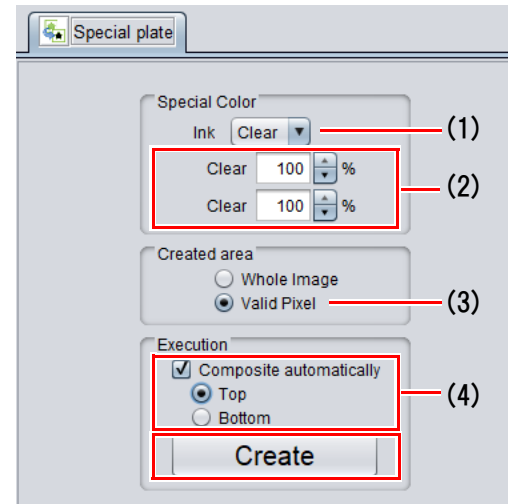 Special plate
Special Color
Ink Clear (1)
Clear 100 %
(2)
Clear 100 %
Created area
Whole Image
Valid Pixel (3)
Execution
Composite automatically
Top (4)
Bottom
Create